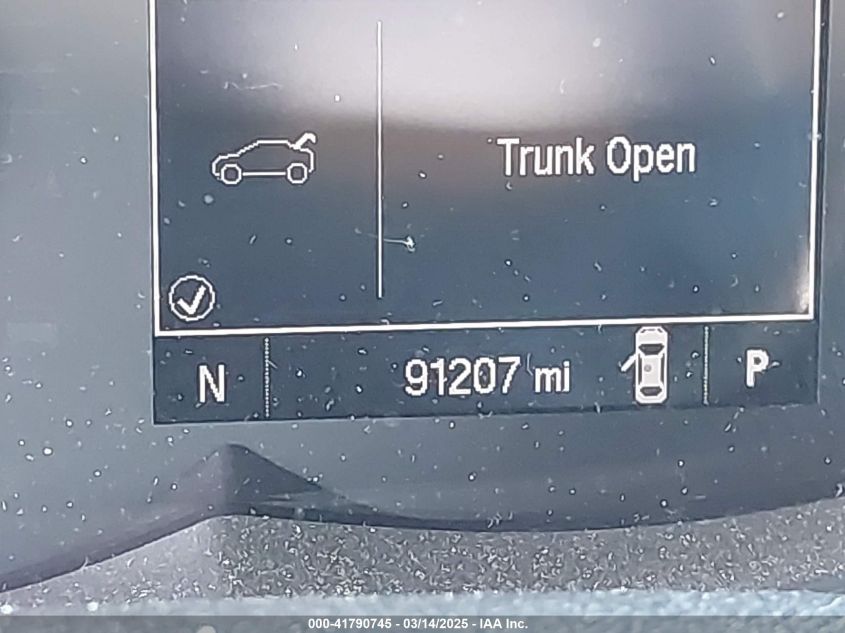 Trunk Open
N 91207 mi P
000-41790745 - 03/14/2025 - IAA Inc.